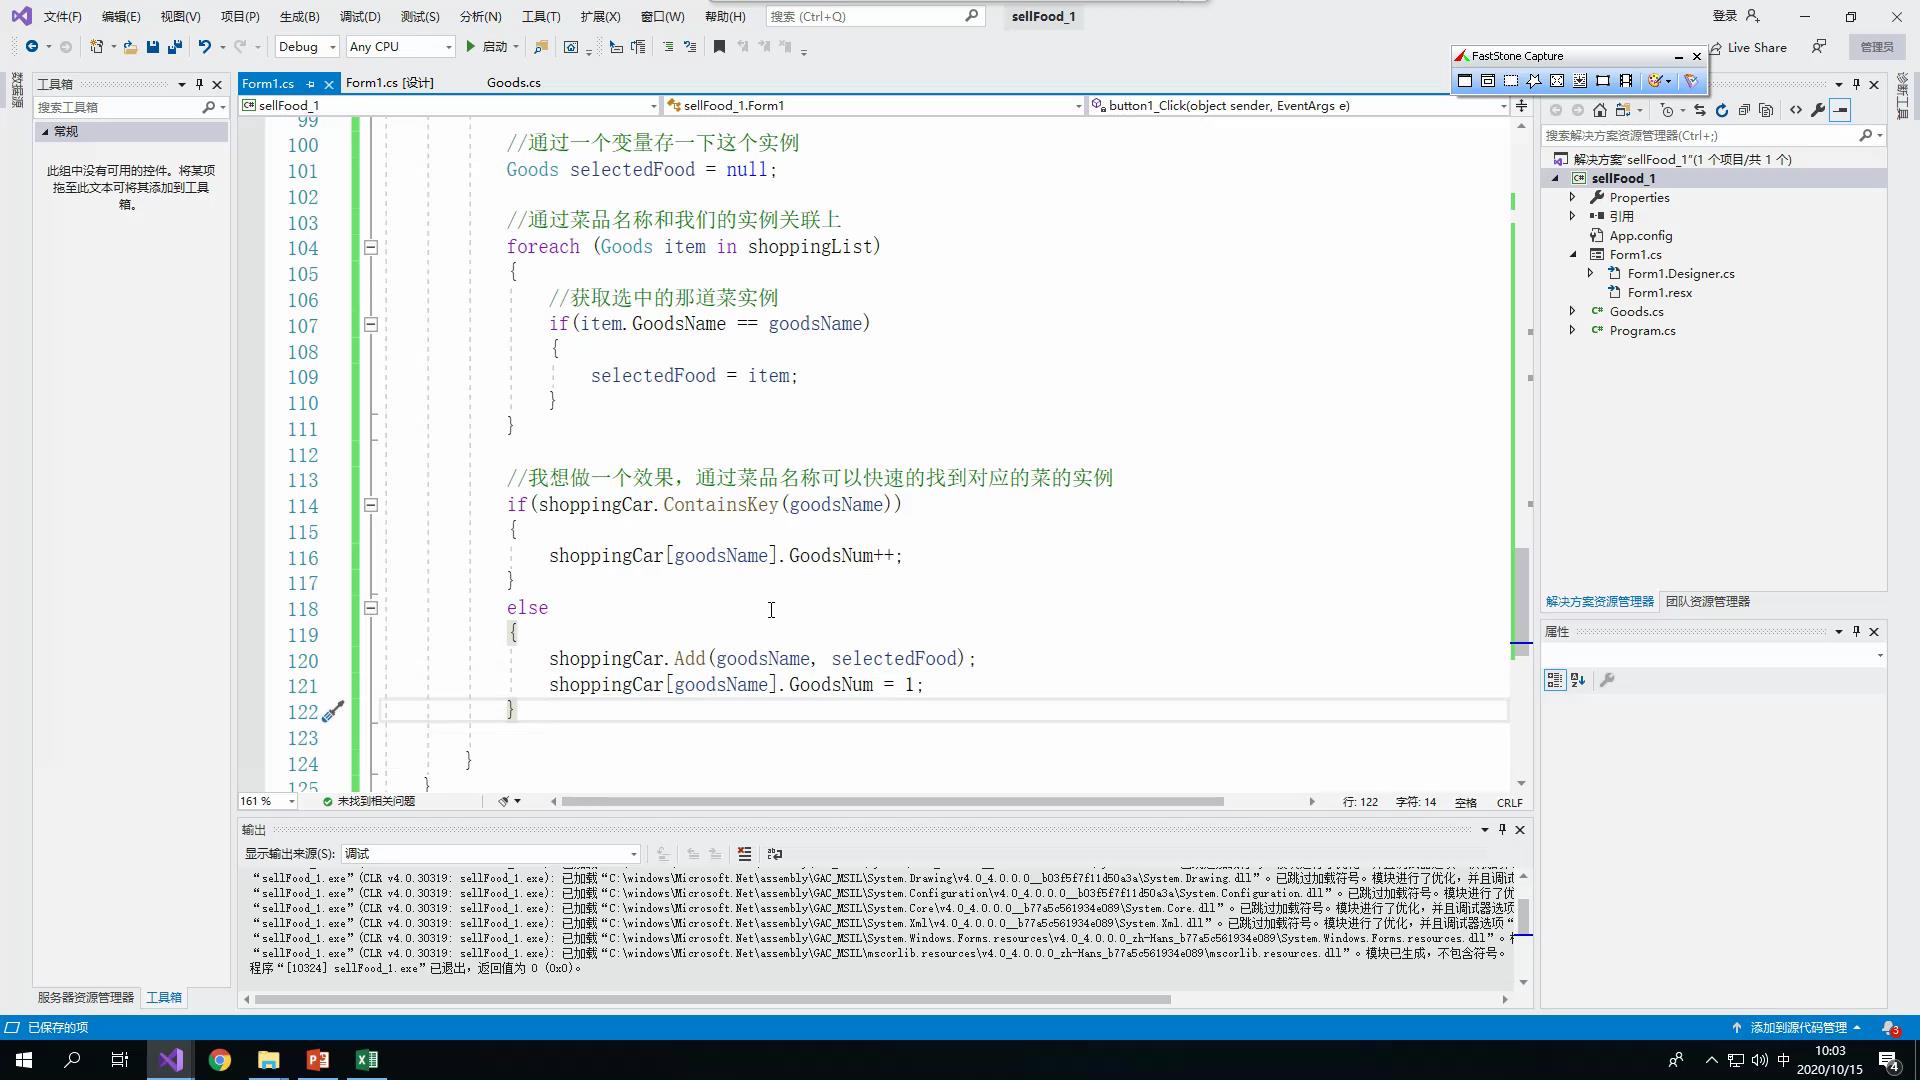 文件(F) 编辑(E) 视图(V) 项目(P) 生成(B) 调试(D) 测试(S) 分析(N) 工具(T) 扩展(X) 窗口(W) 帮助(H) 搜索 (Ctrl+Q) sellFood_1 登录
Debug Any CPU 启动 Live Share 管理员
FastStone Capture
工具箱
搜索工具箱
常规
此组中没有可用的控件。将某项
拖至此文本可将其添加到工具
箱。
服务器资源管理器 工具箱
Form1.cs Form1.cs [设计] Goods.cs
sellFood_1 sellFood_1.Form1 button1_Click(object sender, EventArgs e)
99
100 //通过一个变量存一下这个实例
101 Goods selectedFood = null;
102
103 //通过菜品名称和我们的实例关联上
104 foreach (Goods item in shoppingList)
105 {
106 //获取选中的那道菜实例
107 if(item.GoodsName == goodsName)
108 {
109 selectedFood = item;
110 }
111 }
112
113 //我想做一个效果，通过菜品名称可以快速的找到对应的菜的实例
114 if(shoppingCar.ContainsKey(goodsName))
115 {
116 shoppingCar[goodsName].GoodsNum++;
117 }
118 else
119 {
120 shoppingCar.Add(goodsName, selectedFood);
121 shoppingCar[goodsName].GoodsNum = 1;
122 }
123
124 }
125 }
161 % 未找到相关问题 行: 122 字符: 14 空格 CRLF
输出
显示输出来源(S): 调试
“sellFood_1.exe”(CLR v4.0.30319: sellFood_1.exe): 已加载“C:\windows\Microsoft.Net\assembly\GAC_MSIL\System.Drawing\v4.0_4.0.0.0__b03f5f7f11d50a3a\System.Drawing.dll”。已跳过加载符号。模块进行了优化，并且调试
“sellFood_1.exe”(CLR v4.0.30319: sellFood_1.exe): 已加载“C:\windows\Microsoft.Net\assembly\GAC_MSIL\System.Configuration\v4.0_4.0.0.0__b03f5f7f11d50a3a\System.Configuration.dll”。已跳过加载符号。模块进行了优
“sellFood_1.exe”(CLR v4.0.30319: sellFood_1.exe): 已加载“C:\windows\Microsoft.Net\assembly\GAC_MSIL\System.Core\v4.0_4.0.0.0__b77a5c561934e089\System.Core.dll”。已跳过加载符号。模块进行了优化，并且调试器选项
“sellFood_1.exe”(CLR v4.0.30319: sellFood_1.exe): 已加载“C:\windows\Microsoft.Net\assembly\GAC_MSIL\System.Xml\v4.0_4.0.0.0__b77a5c561934e089\System.Xml.dll”。已跳过加载符号。模块进行了优化，并且调试器选项“
“sellFood_1.exe”(CLR v4.0.30319: sellFood_1.exe): 已加载“C:\windows\Microsoft.Net\assembly\GAC_MSIL\System.Windows.Forms.resources\v4.0_4.0.0.0_zh-Hans_b77a5c561934e089\System.Windows.Forms.resources.dll”。
“sellFood_1.exe”(CLR v4.0.30319: sellFood_1.exe): 已加载“C:\windows\Microsoft.Net\assembly\GAC_MSIL\mscorlib.resources\v4.0_4.0.0.0_zh-Hans_b77a5c561934e089\mscorlib.resources.dll”。模块已生成，不包含符号。
程序“[10324] sellFood_1.exe”已退出，返回值为 0 (0x0)。
搜索解决方案资源管理器(Ctrl+;)
解决方案"sellFood_1"(1 个项目/共 1 个)
sellFood_1
Properties
引用
App.config
Form1.cs
Form1.Designer.cs
Form1.resx
Goods.cs
Program.cs
解决方案资源管理器 团队资源管理器
属性
诊断工具
已保存的项 添加到源代码管理 3
中 10:03
2020/10/15 4